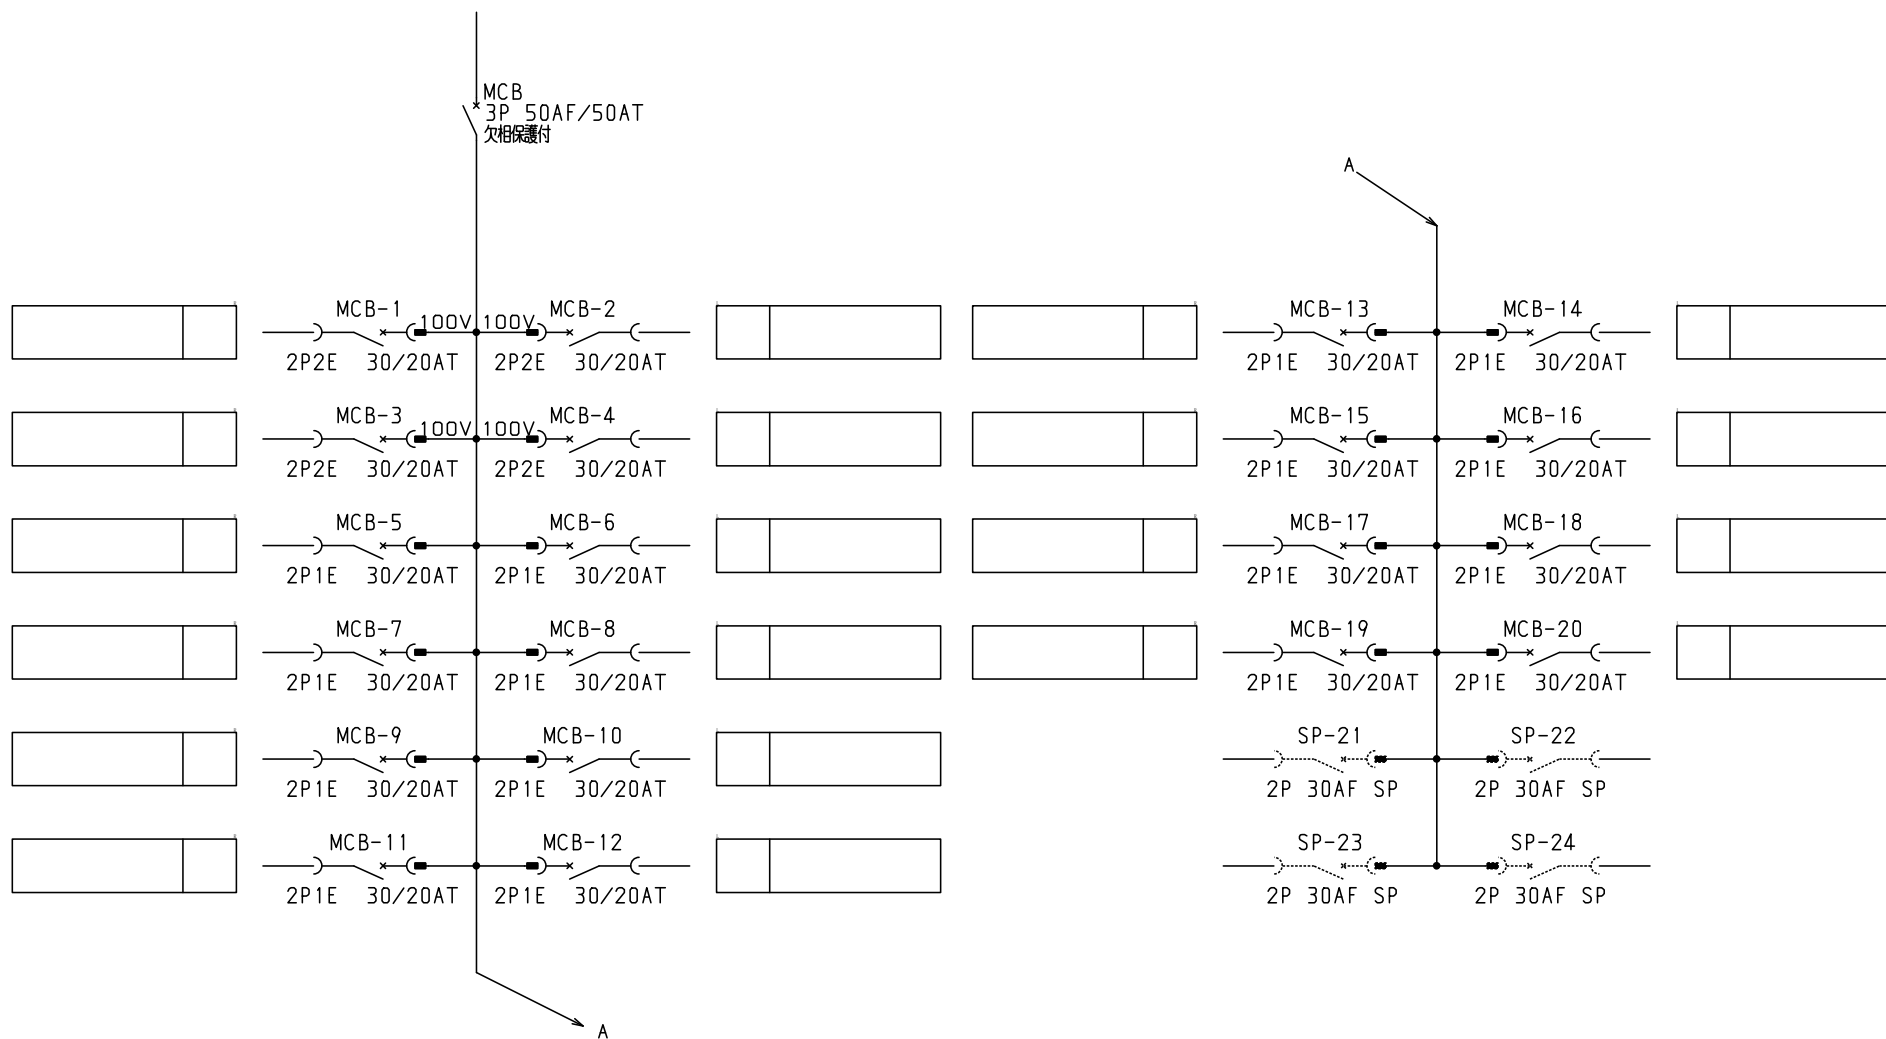 MCB
3P 50AF/50AT
欠相保護付
MCB-1 100V 100V MCB-2
2P2E 30/20AT 2P2E 30/20AT
MCB-3 100V 100V MCB-4
2P2E 30/20AT 2P2E 30/20AT
MCB-5 MCB-6
2P1E 30/20AT 2P1E 30/20AT
MCB-7 MCB-8
2P1E 30/20AT 2P1E 30/20AT
MCB-9 MCB-10
2P1E 30/20AT 2P1E 30/20AT
MCB-11 MCB-12
2P1E 30/20AT 2P1E 30/20AT
A
A
MCB-13 MCB-14
2P1E 30/20AT 2P1E 30/20AT
MCB-15 MCB-16
2P1E 30/20AT 2P1E 30/20AT
MCB-17 MCB-18
2P1E 30/20AT 2P1E 30/20AT
MCB-19 MCB-20
2P1E 30/20AT 2P1E 30/20AT
SP-21 SP-22
2P 30AF SP 2P 30AF SP
SP-23 SP-24
2P 30AF SP 2P 30AF SP